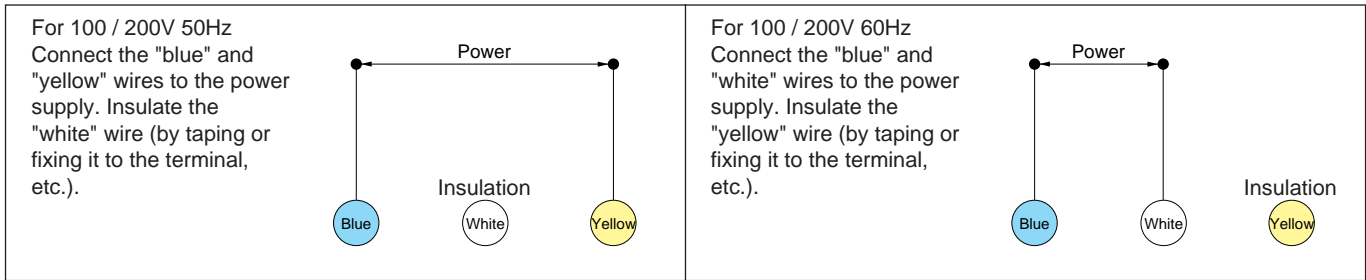 For 100 / 200V 50Hz
Connect the "blue" and
"yellow" wires to the power
supply. Insulate the
"white" wire (by taping or
fixing it to the terminal,
etc.).
Power
Insulation
Blue
White
Yellow
For 100 / 200V 60Hz
Connect the "blue" and
"white" wires to the power
supply. Insulate the
"yellow" wire (by taping or
fixing it to the terminal,
etc.).
Power
Insulation
Blue
White
Yellow